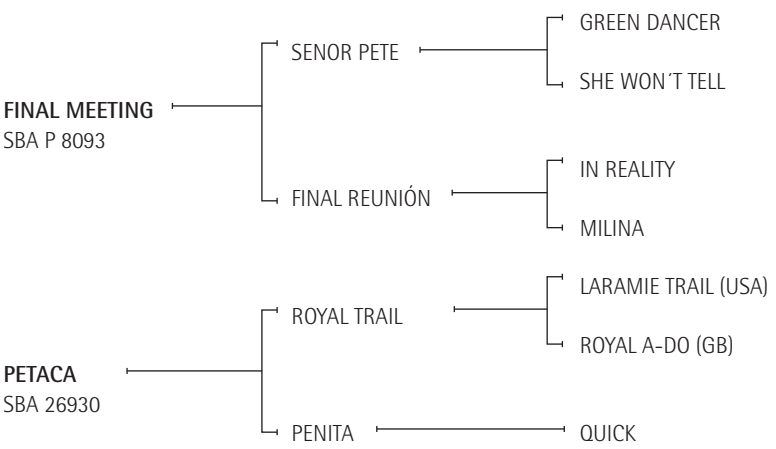 GREEN DANCER
SENOR PETE
SHE WON´T TELL
FINAL MEETING
SBA P 8093
IN REALITY
FINAL REUNIÓN
MILINA
LARAMIE TRAIL (USA)
ROYAL TRAIL
ROYAL A-DO (GB)
PETACA
SBA 26930
PENITA
QUICK